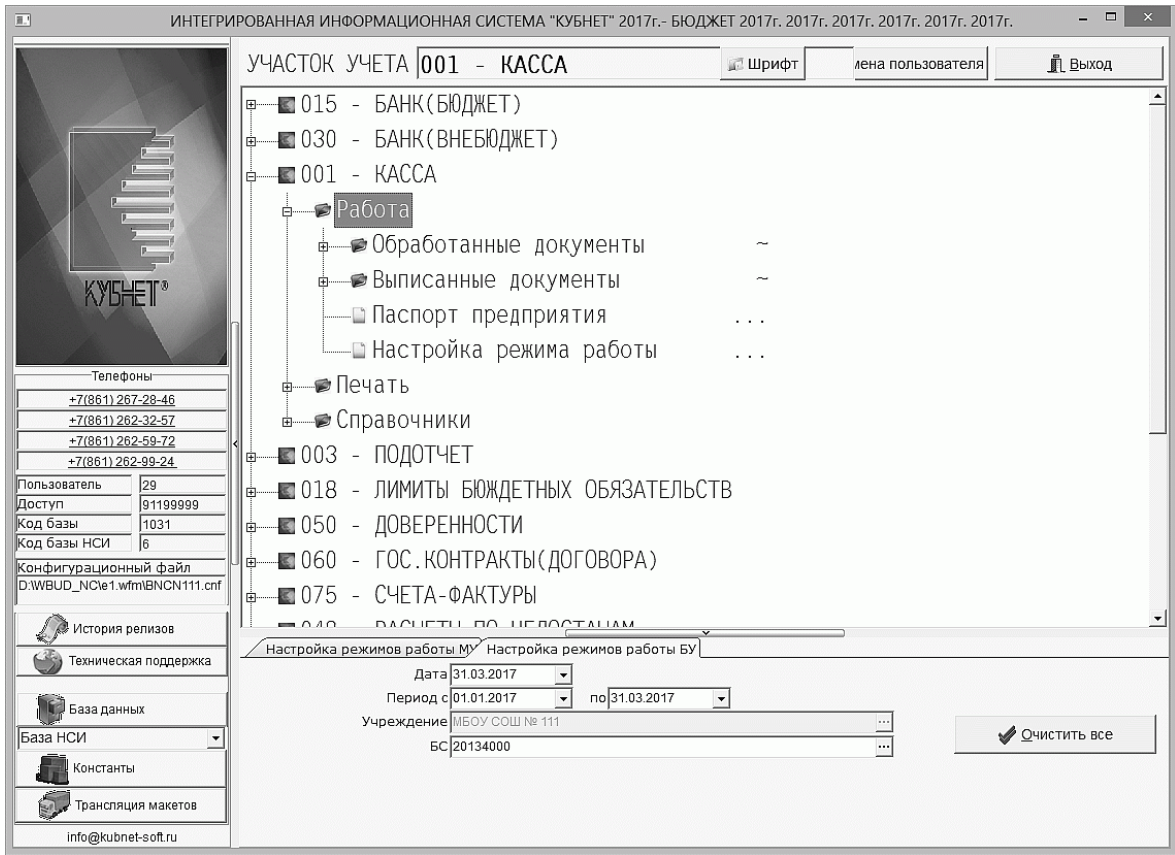 ИНТЕГРИРОВАННАЯ ИНФОРМАЦИОННАЯ СИСТЕМА "КУБНЕТ" 2017г.- БЮДЖЕТ 2017г. 2017г. 2017г. 2017г. 2017г. 2017г.
УЧАСТОК УЧЕТА 001 - КАССА Шрифт мена пользователя Выход
015 - БАНК(БЮДЖЕТ)
030 - БАНК(ВНЕБЮДЖЕТ)
001 - КАССА
Работа
Обработанные документы ~
Выписанные документы ~
Паспорт предприятия ...
Настройка режима работы ...
Печать
Справочники
003 - ПОДОТЧЕТ
018 - ЛИМИТЫ БЮЖДЕТНЫХ ОБЯЗАТЕЛЬСТВ
050 - ДОВЕРЕННОСТИ
060 - ГОС.КОНТРАКТЫ(ДОГОВОРА)
075 - СЧЕТА-ФАКТУРЫ
КУБНЕТ®
Телефоны
+7(861) 267-28-46
+7(861) 262-32-57
+7(861) 262-59-72
+7(861) 262-99-24
Пользователь 29
Доступ 91199999
Код базы 1031
Код базы НСИ 6
Конфигурационный файл
D:\WBUD_NC\e1.wfm\BNCN111.cnf
История релизов
Техническая поддержка
База данных
База НСИ
Константы
Трансляция макетов
info@kubnet-soft.ru
Настройка режимов работы МУ Настройка режимов работы БУ
Дата 31.03.2017
Период с 01.01.2017 по 31.03.2017
Учреждение МБОУ СОШ № 111 ...
БС 20134000 ...
Очистить все